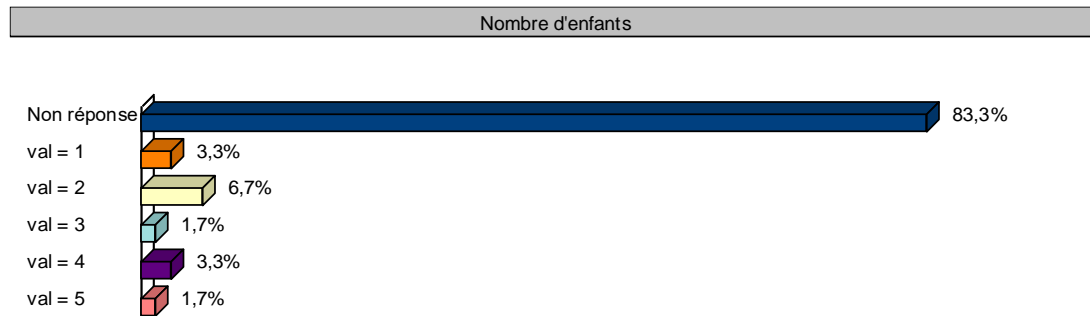 Nombre d'enfants
Non réponse 83,3%
val = 1 3,3%
val = 2 6,7%
val = 3 1,7%
val = 4 3,3%
val = 5 1,7%